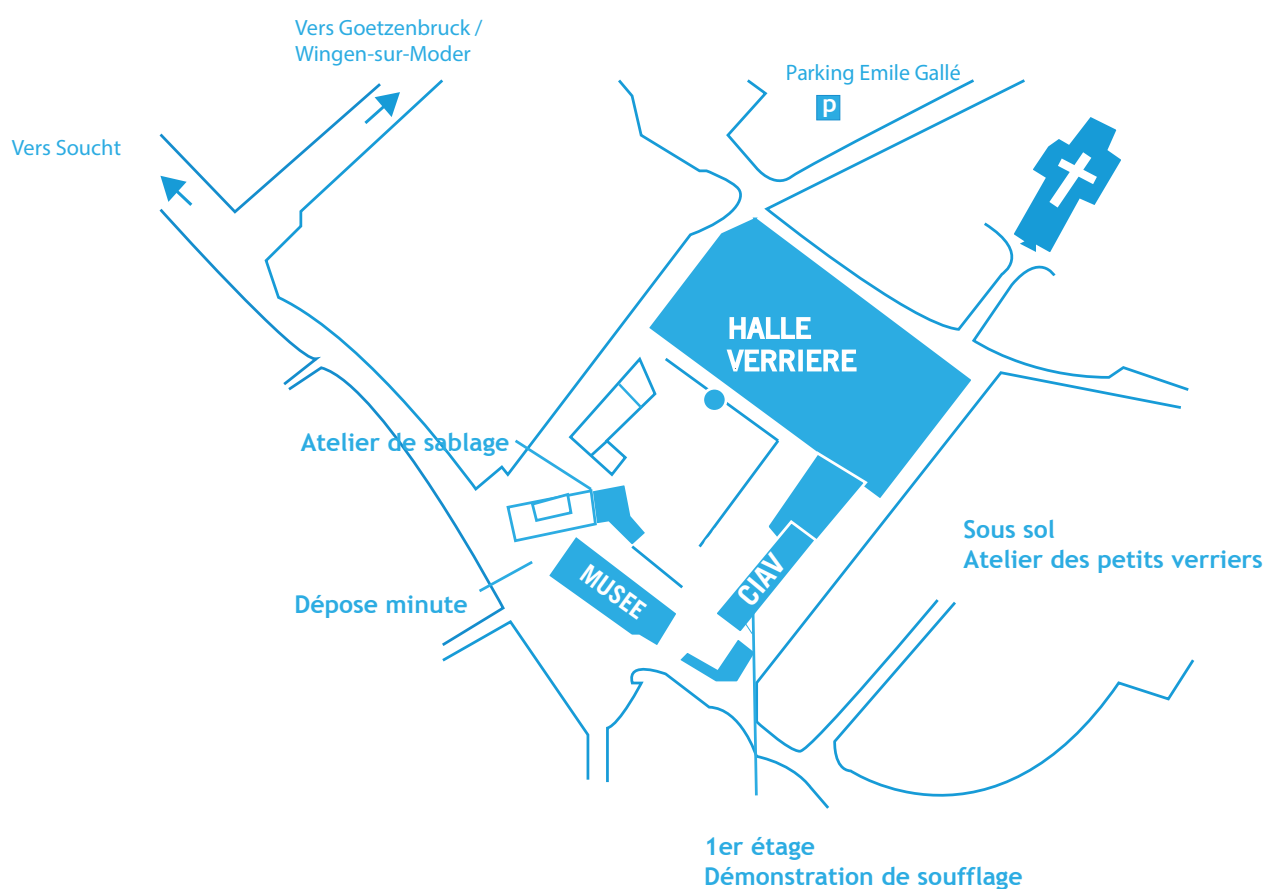 Vers Goetzenbruck /
Wingen-sur-Moder
Parking Emile Gallé
P
Vers Soucht
HALLE
VERRIERE
Atelier de sablage
Sous sol
Atelier des petits verriers
CIAV
MUSEE
Dépose minute
1er étage
Démonstration de soufflage